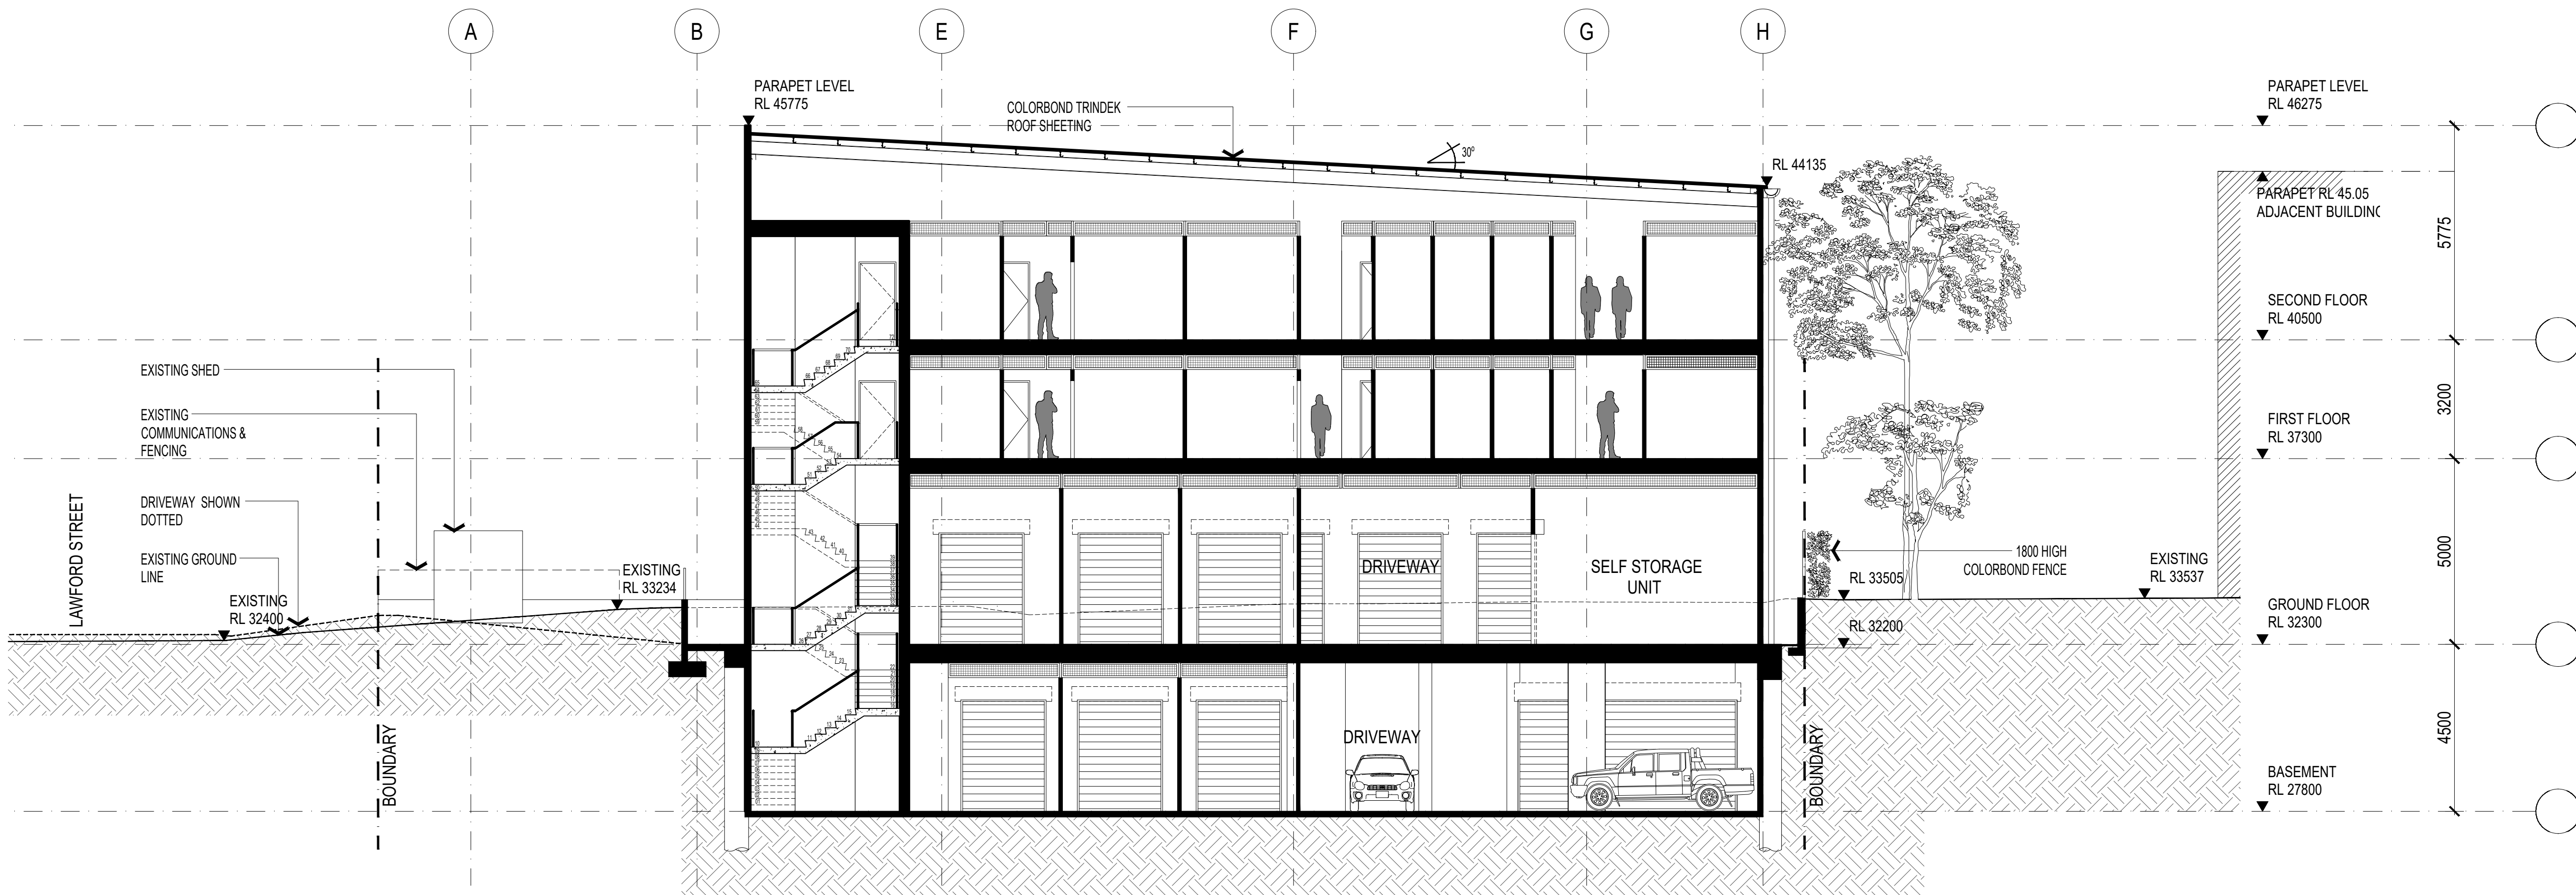 A
B
E
F
G
H
PARAPET LEVEL
RL 45775
COLORBOND TRINDEK
ROOF SHEETING
30º
RL 44135
PARAPET LEVEL
RL 46275
PARAPET RL 45.05
ADJACENT BUILDING
5775
SECOND FLOOR
RL 40500
3200
FIRST FLOOR
RL 37300
EXISTING SHED
EXISTING
COMMUNICATIONS &
FENCING
DRIVEWAY SHOWN
DOTTED
EXISTING GROUND
LINE
LAWFORD STREET
EXISTING
RL 32400
EXISTING
RL 33234
DRIVEWAY
SELF STORAGE
UNIT
1800 HIGH
COLORBOND FENCE
RL 33505
EXISTING
RL 33537
5000
GROUND FLOOR
RL 32300
RL 32200
BOUNDARY
DRIVEWAY
BOUNDARY
4500
BASEMENT
RL 27800